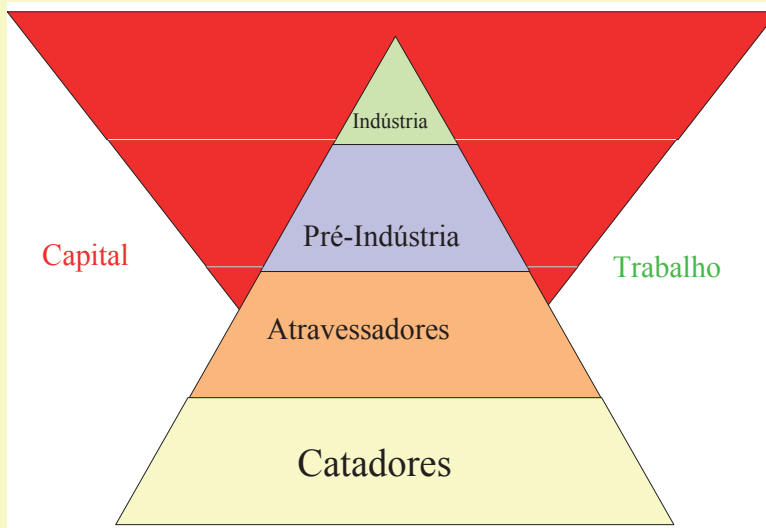 Indústria
Pré-Indústria
Capital
Trabalho
Atravessadores
Catadores